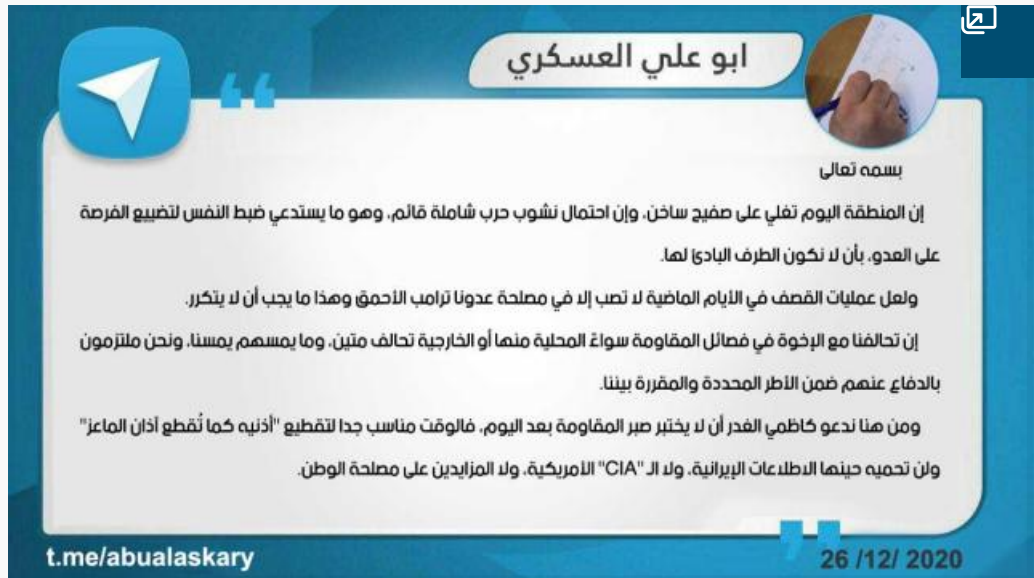 ابو علي العسكري
بسمه تعالى
إن المنطقة اليوم تغلي على صفيح ساخن، وإن احتمال نشوب حرب شاملة قائم، وهو ما يستدعي ضبط النفس لتضييع الفرصة
على العدو، بأن لا نكون الطرف البادئ لها.
ولعل عمليات القصف في الأيام الماضية لا تصب إلا في مصلحة عدونا ترامب الأحمق وهذا ما يجب أن لا يتكرر.
إن تحالفنا مع الإخوة في فصائل المقاومة سواءً المحلية منها أو الخارجية تحالف متين، وما يمسهم يمسنا، ونحن ملتزمون
بالدفاع عنهم ضمن الأطر المحددة والمقررة بيننا.
ومن هنا ندعو كاظمي الغدر أن لا يختبر صبر المقاومة بعد اليوم، فالوقت مناسب جدا لتقطيع "أذنيه كما تُقطع آذان الماعز"
ولن تحميه حينها الاطلاعات الإيرانية، ولا الـ "CIA" الأمريكية، ولا المزايدين على مصلحة الوطن.
t.me/abualaskary
26 /12/ 2020